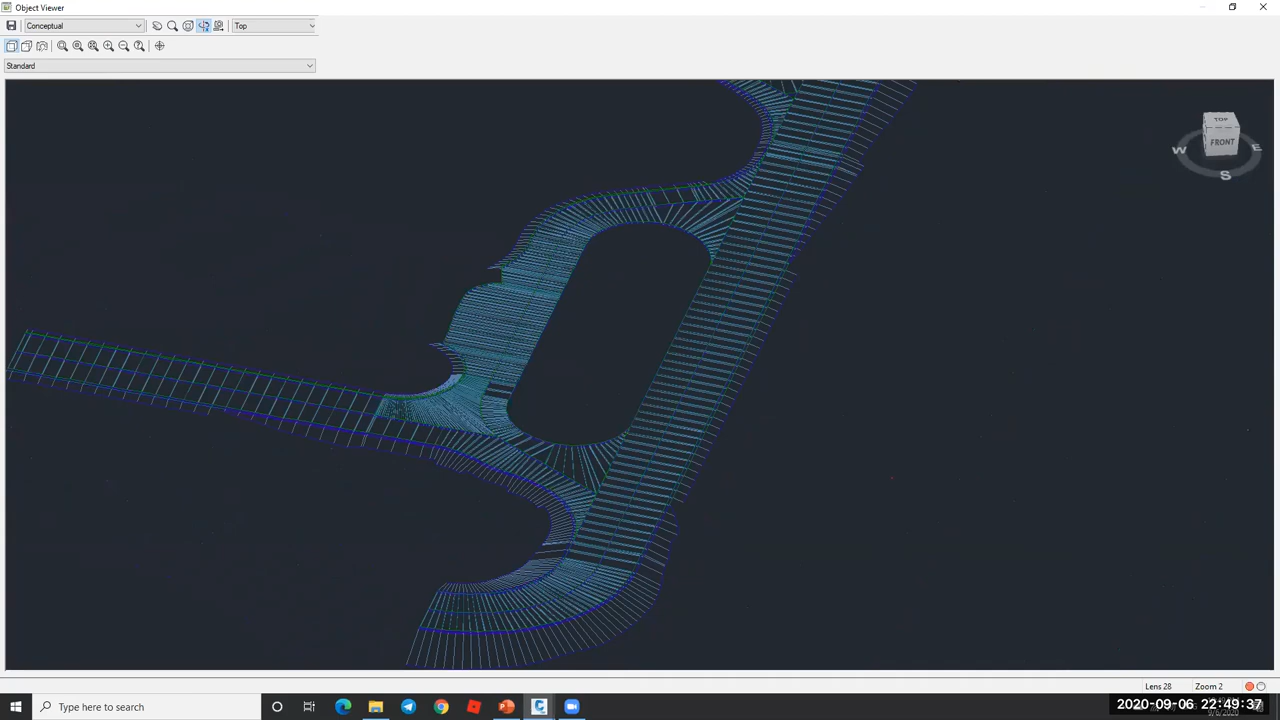 Object Viewer
Conceptual
Top
Standard
TOP
FRONT
W
E
S
Lens 28
Zoom 2
Type here to search
2020-09-06 22:49:37